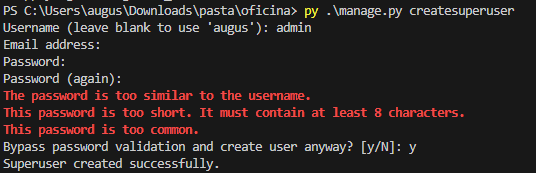 PS C:\Users\augus\Downloads\pasta\oficina> py .\manage.py createsuperuser
Username (leave blank to use 'augus'): admin
Email address:
Password:
Password (again):
The password is too similar to the username.
This password is too short. It must contain at least 8 characters.
This password is too common.
Bypass password validation and create user anyway? [y/N]: y
Superuser created successfully.